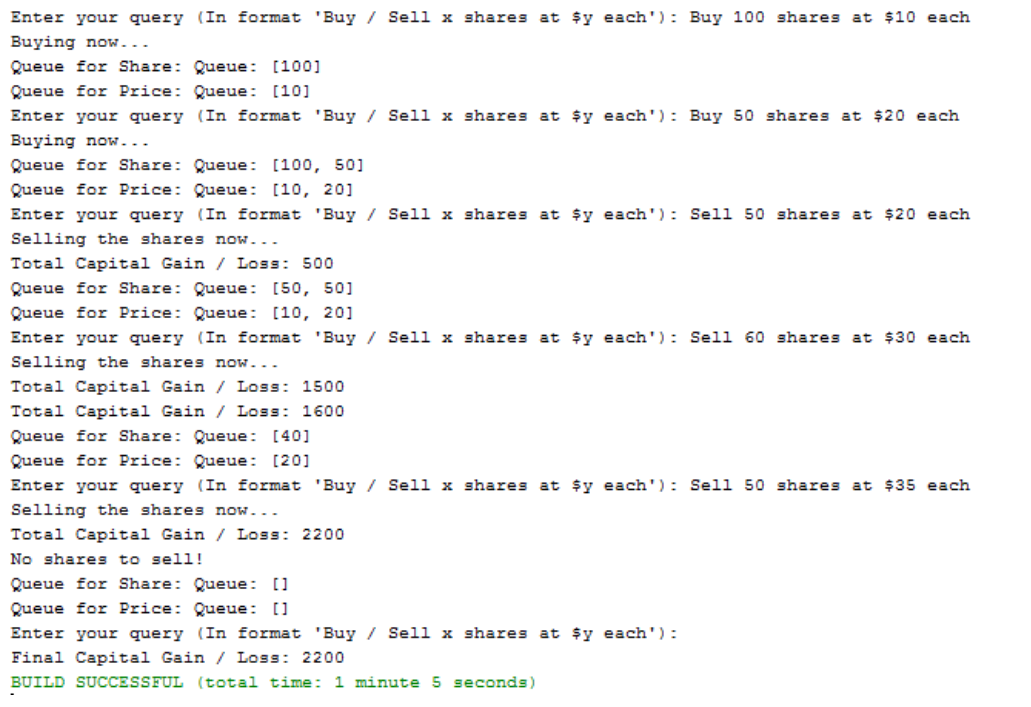 Enter your query (In format 'Buy / Sell x shares at $y each'): Buy 100 shares at $10 each
Buying now...
Queue for Share: Queue: [100]
Queue for Price: Queue: [10]
Enter your query (In format 'Buy / Sell x shares at $y each'): Buy 50 shares at $20 each
Buying now...
Queue for Share: Queue: [100, 50]
Queue for Price: Queue: [10, 20]
Enter your query (In format 'Buy / Sell x shares at $y each'): Sell 50 shares at $20 each
Selling the shares now...
Total Capital Gain / Loss: 500
Queue for Share: Queue: [50, 50]
Queue for Price: Queue: [10, 20]
Enter your query (In format 'Buy / Sell x shares at $y each'): Sell 60 shares at $30 each
Selling the shares now...
Total Capital Gain / Loss: 1500
Total Capital Gain / Loss: 1600
Queue for Share: Queue: [40]
Queue for Price: Queue: [20]
Enter your query (In format 'Buy / Sell x shares at $y each'): Sell 50 shares at $35 each
Selling the shares now...
Total Capital Gain / Loss: 2200
No shares to sell!
Queue for Share: Queue: []
Queue for Price: Queue: []
Enter your query (In format 'Buy / Sell x shares at $y each'):
Final Capital Gain / Loss: 2200
BUILD SUCCESSFUL (total time: 1 minute 5 seconds)